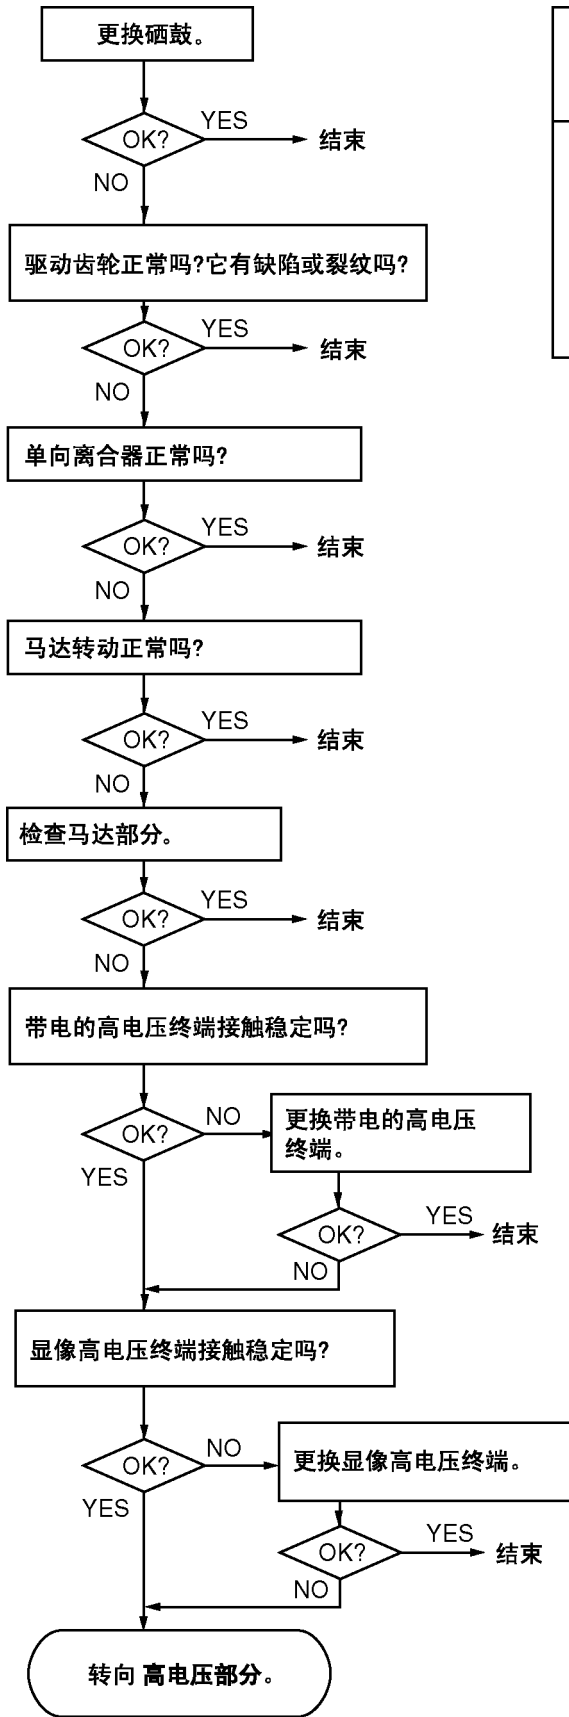 更换硒鼓。
YES
OK?
结束
NO
驱动齿轮正常吗?它有缺陷或裂纹吗?
YES
OK?
结束
NO
单向离合器正常吗?
YES
OK?
结束
NO
马达转动正常吗?
YES
OK?
结束
NO
检查马达部分。
YES
OK?
结束
NO
带电的高电压终端接触稳定吗?
NO
OK?
更换带电的高电压
终端。
YES
YES
OK?
结束
NO
显像高电压终端接触稳定吗?
NO
OK?
更换显像高电压终端。
YES
YES
OK?
结束
NO
转向 高电压部分。